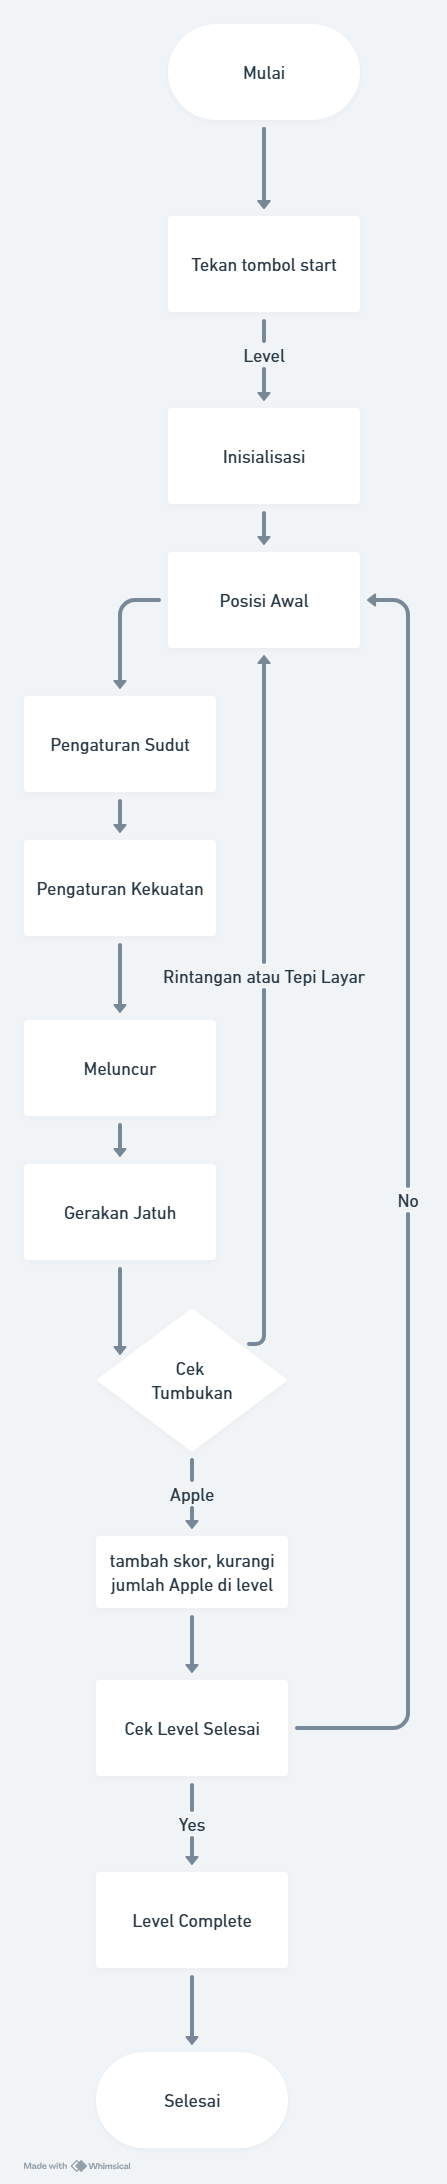 Mulai
Tekan tombol start
Level
Inisialisasi
Posisi Awal
Pengaturan Sudut
Pengaturan Kekuatan
Rintangan atau Tepi Layar
Meluncur
No
Gerakan Jatuh
Cek
Tumbukan
Apple
tambah skor, kurangi
jumlah Apple di level
Cek Level Selesai
Yes
Level Complete
Selesai
Made with Whimsical